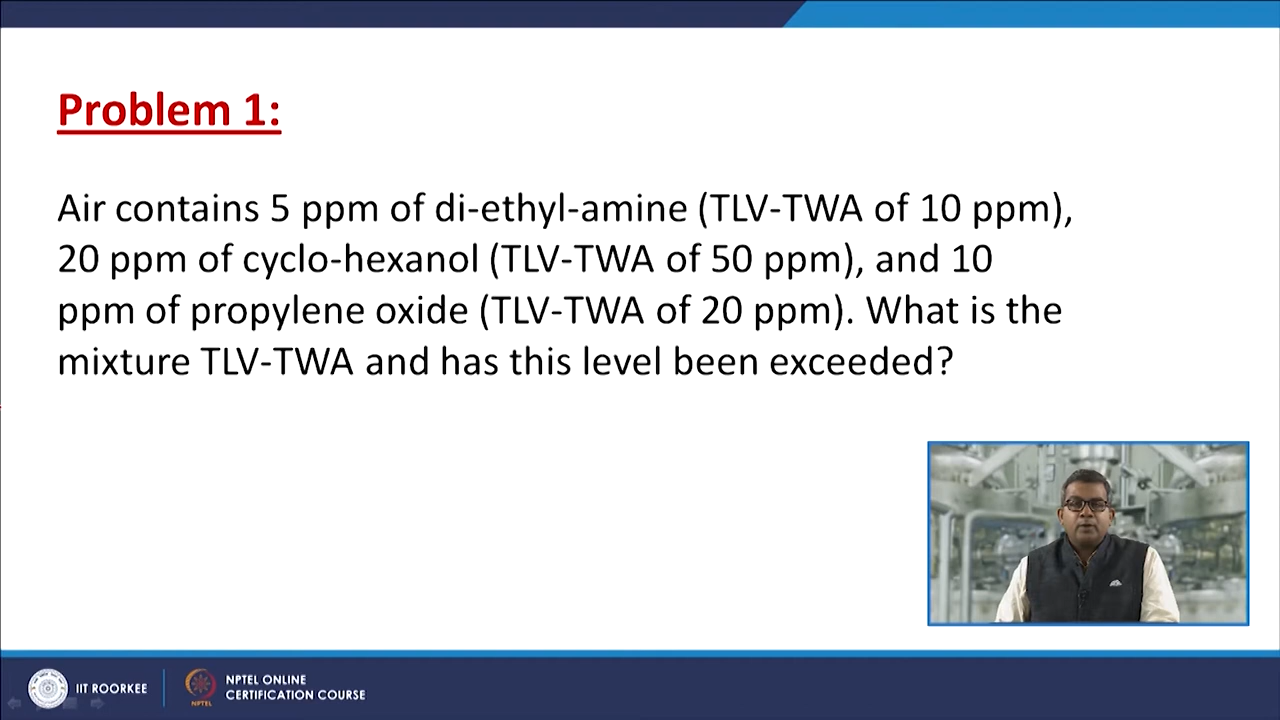 Problem 1:
Air contains 5 ppm of di-ethyl-amine (TLV-TWA of 10 ppm),
20 ppm of cyclo-hexanol (TLV-TWA of 50 ppm), and 10
ppm of propylene oxide (TLV-TWA of 20 ppm). What is the
mixture TLV-TWA and has this level been exceeded?
IIT ROORKEE
NPTEL
NPTEL ONLINE
CERTIFICATION COURSE